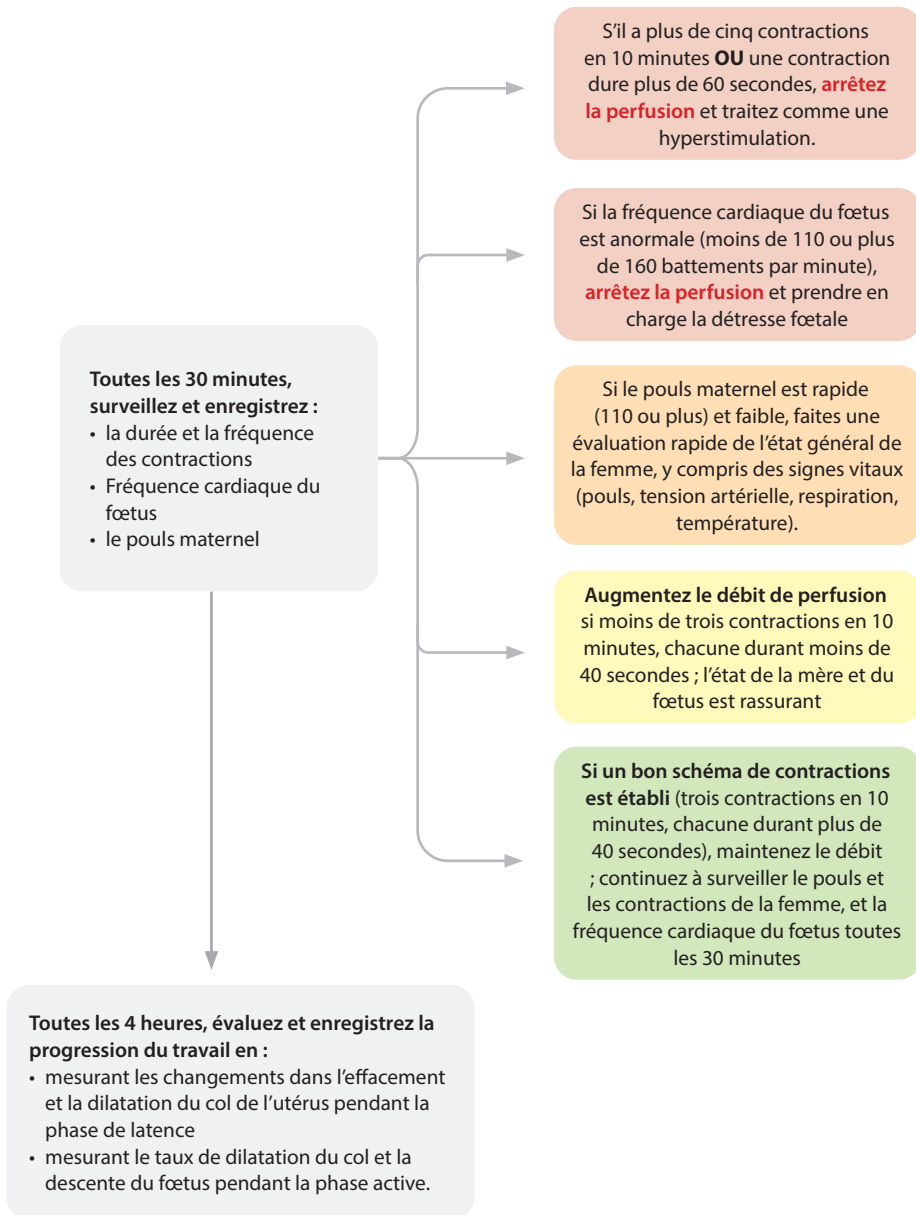 S’il a plus de cinq contractions
en 10 minutes OU une contraction
dure plus de 60 secondes, arrêtez
la perfusion et traitez comme une
hyperstimulation.
Si la fréquence cardiaque du fœtus
est anormale (moins de 110 ou plus
de 160 battements par minute),
arrêtez la perfusion et prendre en
charge la détresse fœtale
Toutes les 30 minutes,
surveillez et enregistrez :
• la durée et la fréquence
des contractions
• Fréquence cardiaque du
fœtus
• le pouls maternel
Si le pouls maternel est rapide
(110 ou plus) et faible, faites une
évaluation rapide de l’état général de
la femme, y compris des signes vitaux
(pouls, tension artérielle, respiration,
température).
Augmentez le débit de perfusion
si moins de trois contractions en 10
minutes, chacune durant moins de
40 secondes ; l’état de la mère et du
fœtus est rassurant
Si un bon schéma de contractions
est établi (trois contractions en 10
minutes, chacune durant plus de
40 secondes), maintenez le débit
; continuez à surveiller le pouls et
les contractions de la femme, et la
fréquence cardiaque du fœtus toutes
les 30 minutes
Toutes les 4 heures, évaluez et enregistrez la
progression du travail en :
• mesurant les changements dans l’effacement
et la dilatation du col de l’utérus pendant la
phase de latence
• mesurant le taux de dilatation du col et la
descente du fœtus pendant la phase active.